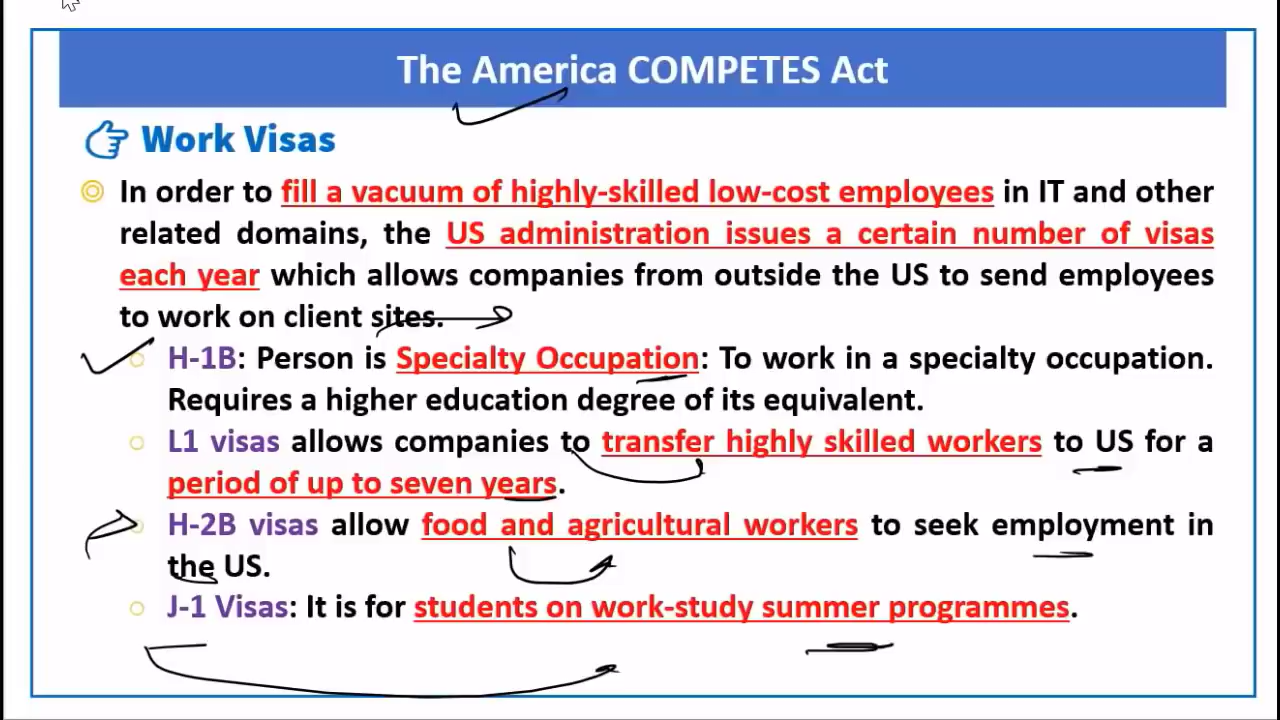 The America COMPETES Act
Work Visas
In order to fill a vacuum of highly-skilled low-cost employees in IT and other
related domains, the US administration issues a certain number of visas
each year which allows companies from outside the US to send employees
to work on client sites.
H-1B: Person is Specialty Occupation: To work in a specialty occupation.
Requires a higher education degree of its equivalent.
L1 visas allows companies to transfer highly skilled workers to US for a
period of up to seven years.
H-2B visas allow food and agricultural workers to seek employment in
the US.
J-1 Visas: It is for students on work-study summer programmes.